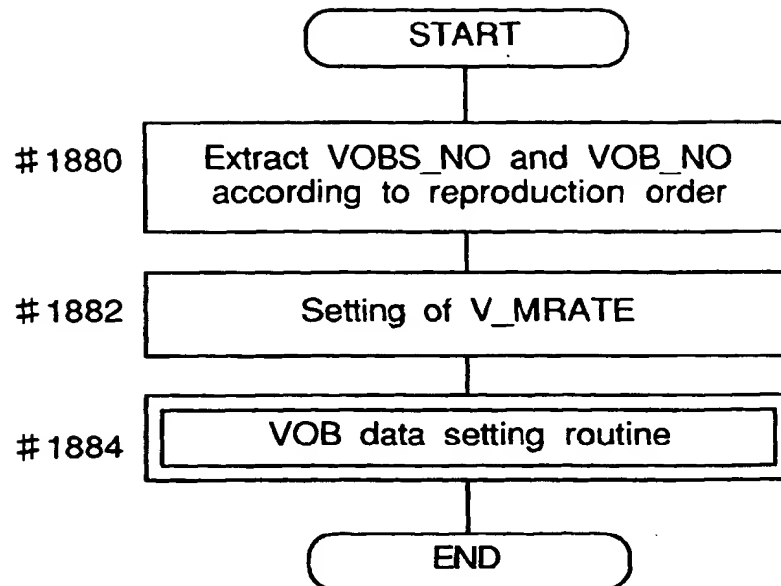 START
#1880
Extract VOBS_NO and VOB_NO
according to reproduction order
#1882
Setting of V_MRATE
#1884
VOB data setting routine
END